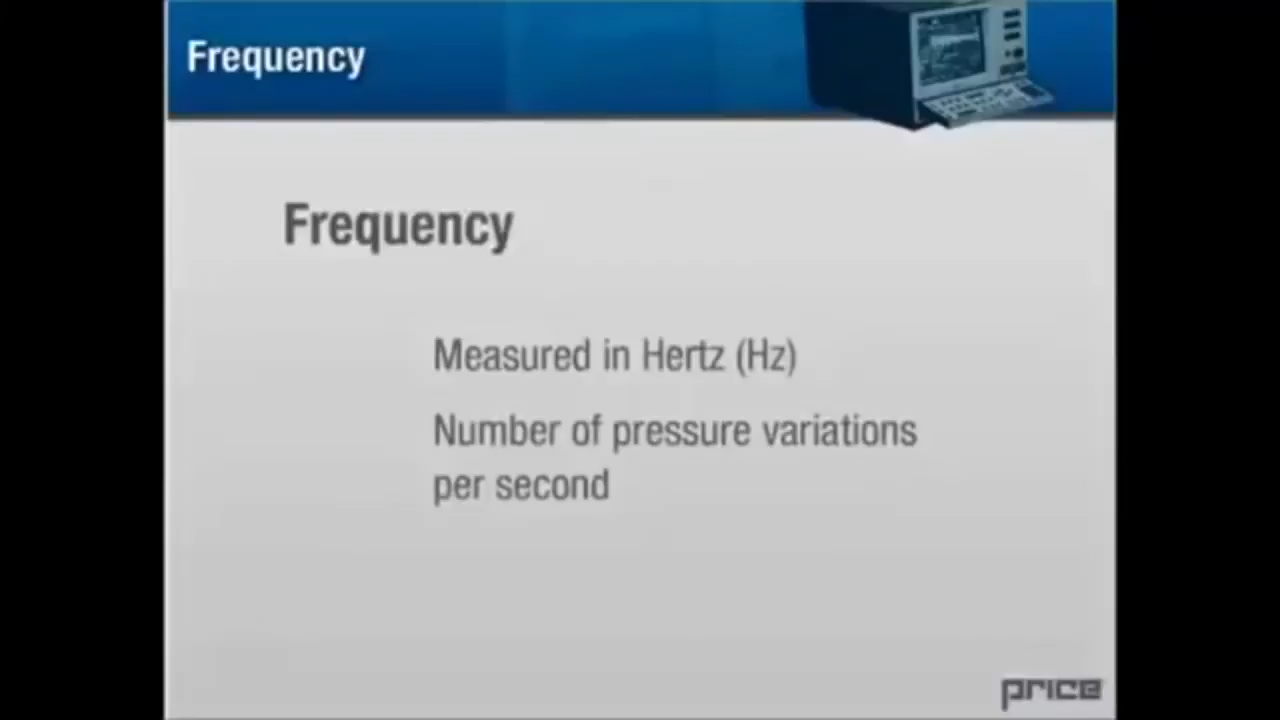 Frequency
Frequency
Measured in Hertz (Hz)
Number of pressure variations
per second
price